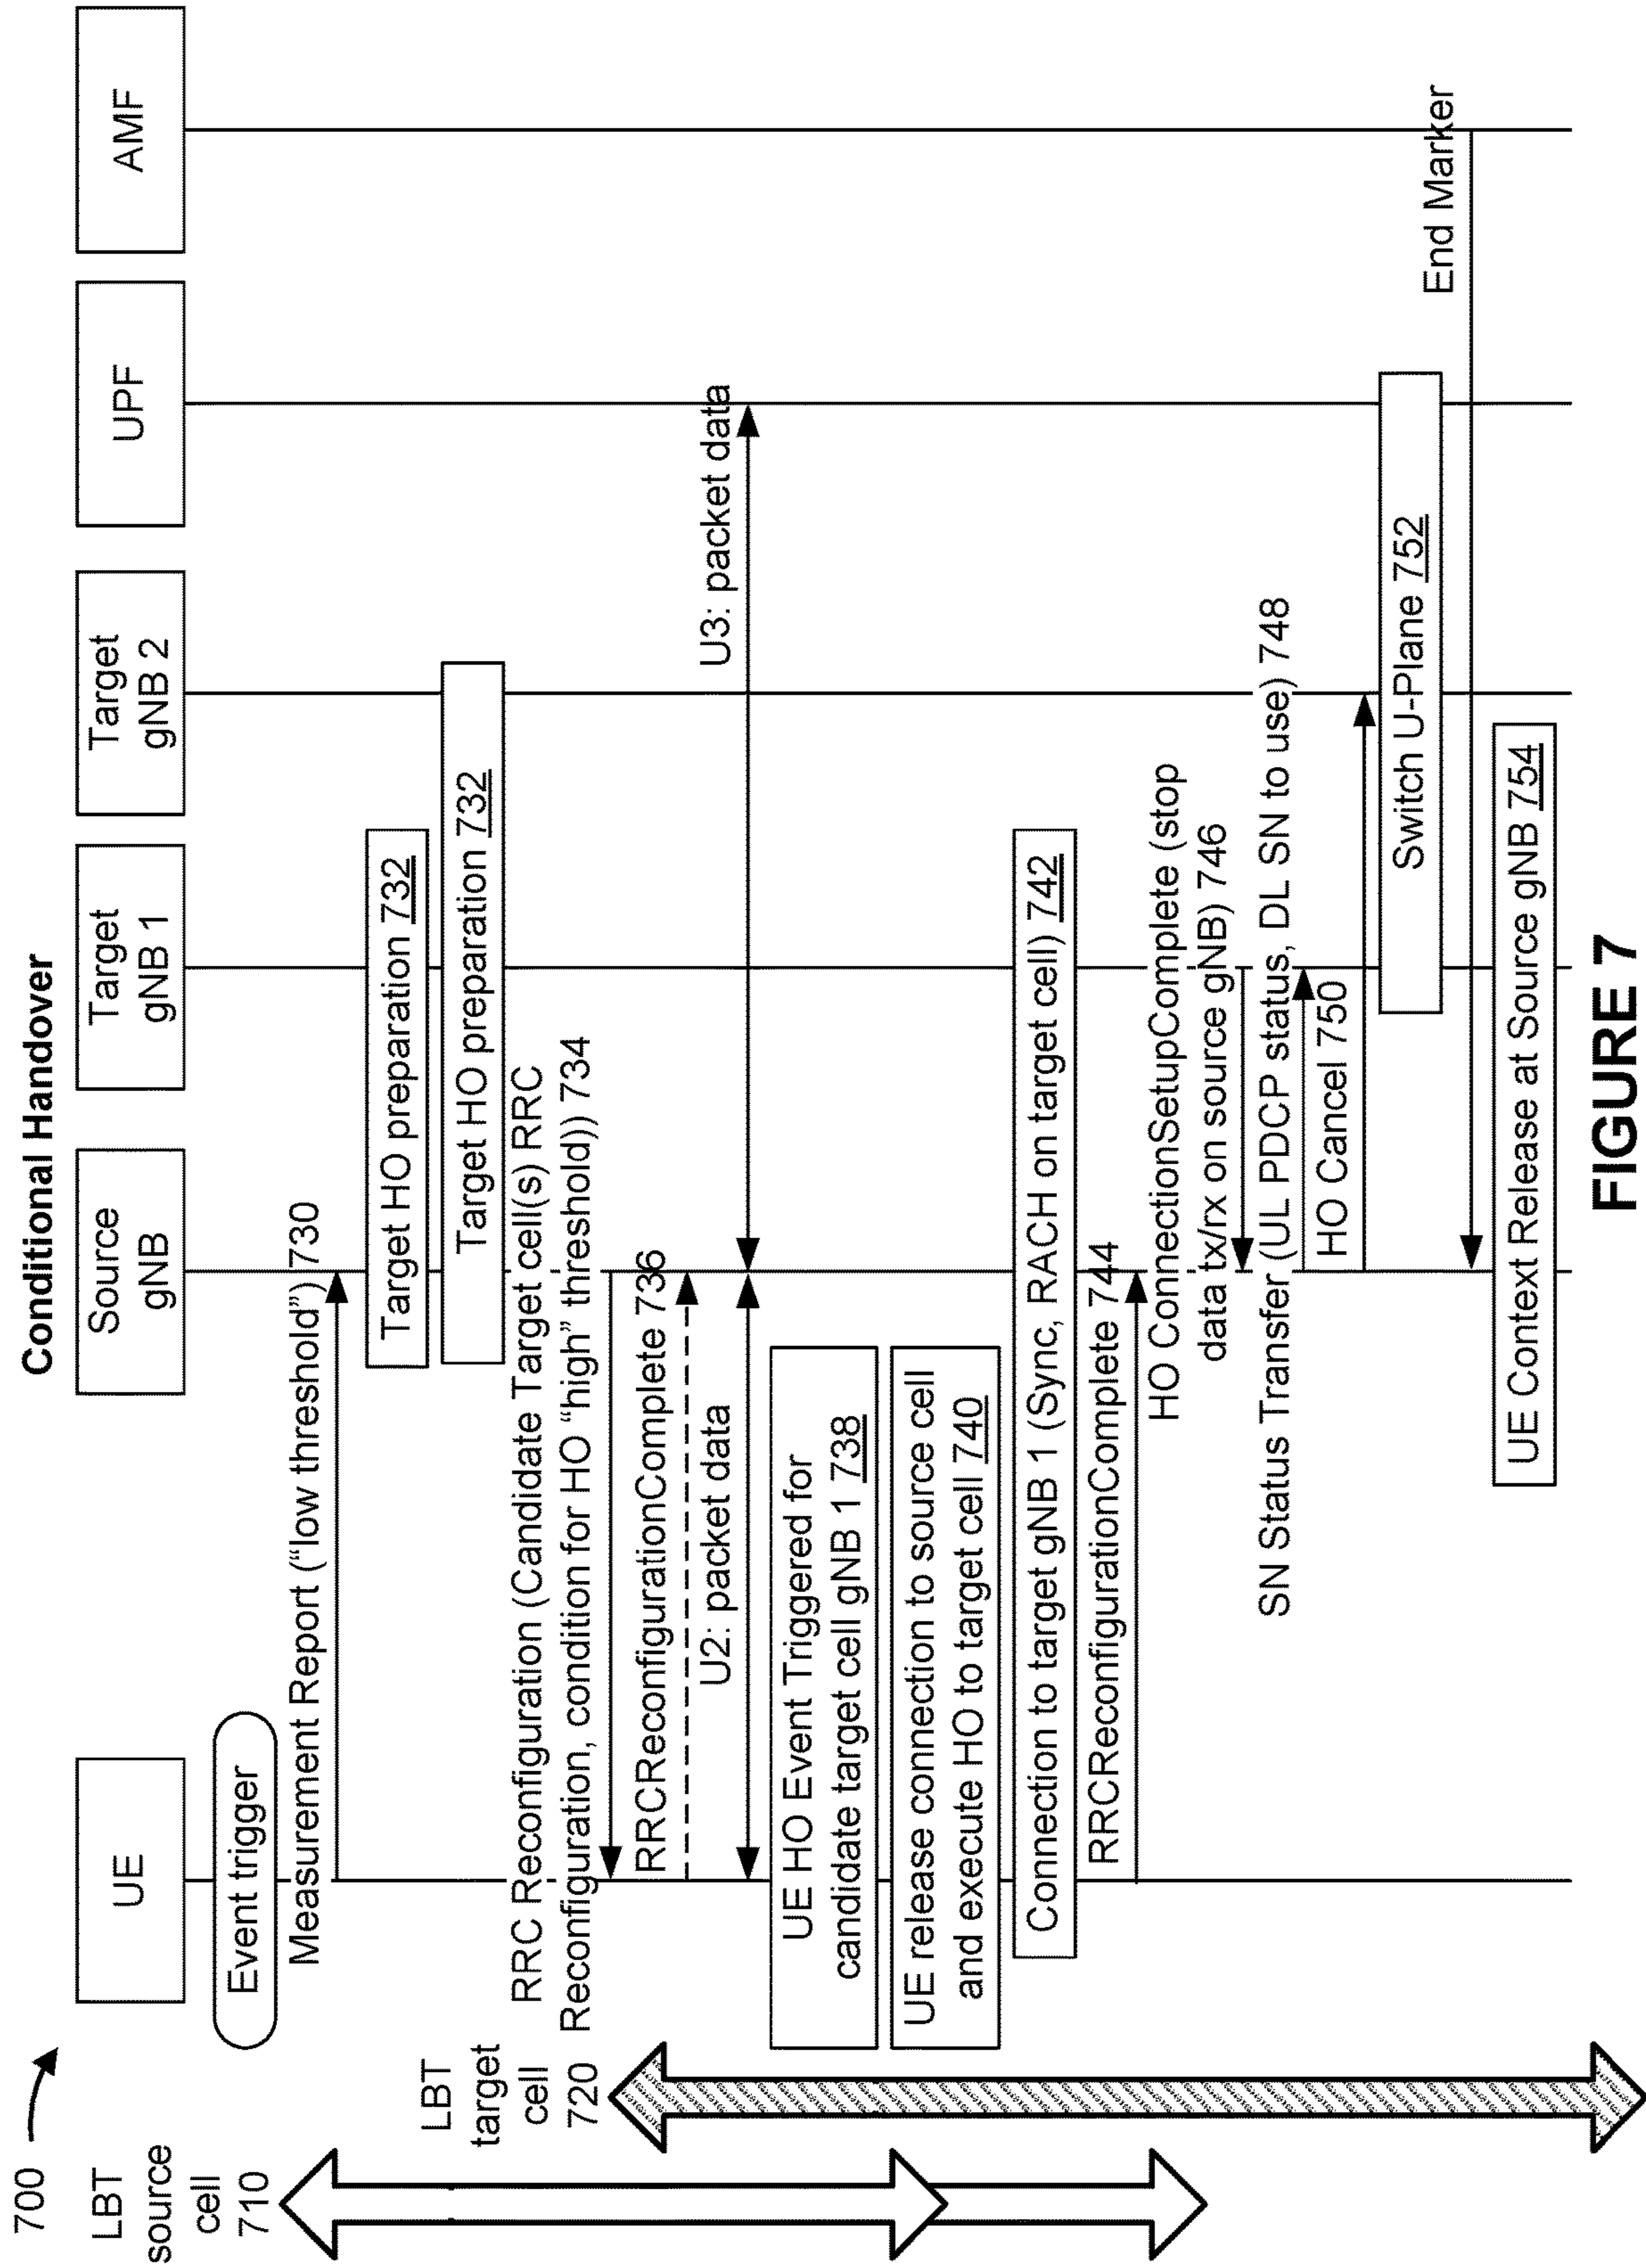 Conditional Handover
700
UE
Source
gNB
Target
gNB 1
Target
gNB 2
UPF
AMF
LBT
source
cell
710
Event trigger
Measurement Report (“low threshold”) 730
Target HO preparation 732
Target HO preparation 732
LBT
target
cell
720
RRC Reconfiguration (Candidate Target cell(s) RRC
Reconfiguration, condition for HO “high” threshold)) 734
RRCReconfigurationComplete 736
U2: packet data
U3: packet data
UE HO Event Triggered for
candidate target cell gNB 1 738
UE release connection to source cell
and execute HO to target cell 740
Connection to target gNB 1 (Sync, RACH on target cell) 742
RRCReconfigurationComplete 744
HO ConnectionSetupComplete (stop
data tx/rx on source gNB) 746
SN Status Transfer (UL PDCP status, DL SN to use) 748
HO Cancel 750
Switch U-Plane 752
End Marker
UE Context Release at Source gNB 754
FIGURE 7